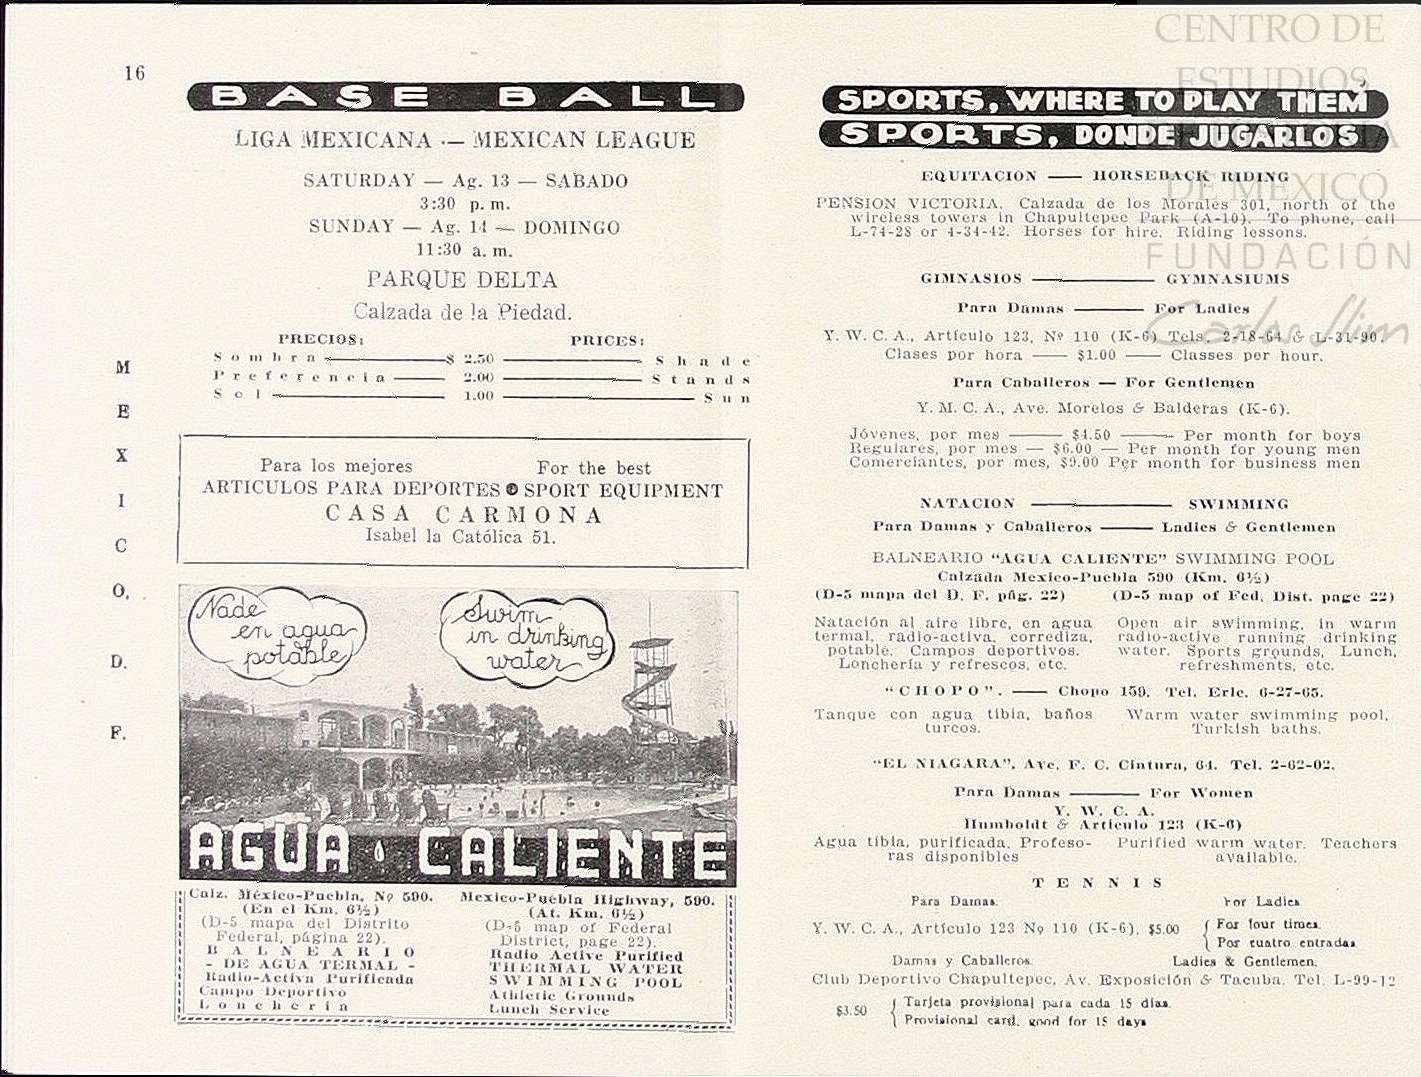 16
BASE BALL
LIGA MEXICANA — MEXICAN LEAGUE
SATURDAY — Ag. 13 — SABADO
3:30 p. m.
SUNDAY — Ag. 14 — DOMINGO
11:30 a. m.
PARQUE DELTA
Calzada de la Piedad.
PRECIOS: PRICES:
Sombra — $ 2.50 — Shade
Preferencia — 2.00 — Stands
Sol — 1.00 — Sun
MEXICO, D. F.
Para los mejores For the best
ARTICULOS PARA DEPORTES SPORT EQUIPMENT
CASA CARMONA
Isabel la Católica 51.
Nade
en agua
potable
Swim
in drinking
water
AGUA CALIENTE
Calz. México-Puebla, Nº 590.
(En el Km. 6½)
(D-5 mapa del Distrito
Federal, página 22).
BALNEARIO
- DE AGUA TERMAL -
Radio-Activa Purificada
Campo Deportivo
Lonchería
Mexico-Puebla Highway, 590.
(At. Km. 6½)
(D-5 map of Federal
District, page 22).
Radio Active Purified
THERMAL WATER
SWIMMING POOL
Athletic Grounds
Lunch Service
SPORTS, WHERE TO PLAY THEM
SPORTS, DONDE JUGARLOS
EQUITACION — HORSEBACK RIDING
PENSION VICTORIA. Calzada de los Morales 301, north of the
wireless towers in Chapultepec Park (A-10). To phone, call
L-74-28 or 4-34-42. Horses for hire. Riding lessons.
GIMNASIOS — GYMNASIUMS
Para Damas — For Ladies
Y. W. C. A., Artículo 123, Nº 110 (K-6) Tels. 2-18-64 & L-31-90.
Clases por hora — $1.00 — Classes per hour.
Para Caballeros — For Gentlemen
Y. M. C. A., Ave. Morelos & Balderas (K-6).
Jóvenes, por mes — $4.50 — Per month for boys
Regulares, por mes — $6.00 — Per month for young men
Comerciantes, por mes, $9.00 Per month for business men
NATACION — SWIMMING
Para Damas y Caballeros — Ladies & Gentlemen
BALNEARIO "AGUA CALIENTE" SWIMMING POOL
Calzada Mexico-Puebla 590 (Km. 6½)
(D-5 mapa del D. F. pág. 22) (D-5 map of Fed. Dist. page 22)
Natación al aire libre, en agua
termal, radio-activa, corrediza,
potable. Campos deportivos.
Lonchería y refrescos, etc.
Open air swimming, in warm
radio-active running drinking
water. Sports grounds, Lunch,
refreshments, etc.
"CHOPO". — Chopo 159. Tel. Eric. 6-27-65.
Tanque con agua tibia, baños
turcos.
Warm water swimming pool,
Turkish baths.
"EL NIAGARA", Ave. F. C. Cintura, 64. Tel. 2-62-02.
Para Damas — For Women
Y. W. C. A.
Humboldt & Artículo 123 (K-6)
Agua tibia, purificada. Profeso-
ras disponibles
Purified warm water. Teachers
available.
TENNIS
Para Damas. For Ladies
Y. W. C. A., Artículo 123 Nº 110 (K-6). $5.00 { For four times.
Por cuatro entradas
Damas y Caballeros. Ladies & Gentlemen.
Club Deportivo Chapultepec, Av. Exposición & Tacuba. Tel. L-99-12
$3.50 { Tarjeta provisional para cada 15 días.
Provisional card, good for 15 days
CENTRO DE
ESTUDIOS
DE HISTORIA
DE MÉXICO
FUNDACIÓN
Carlos Slim